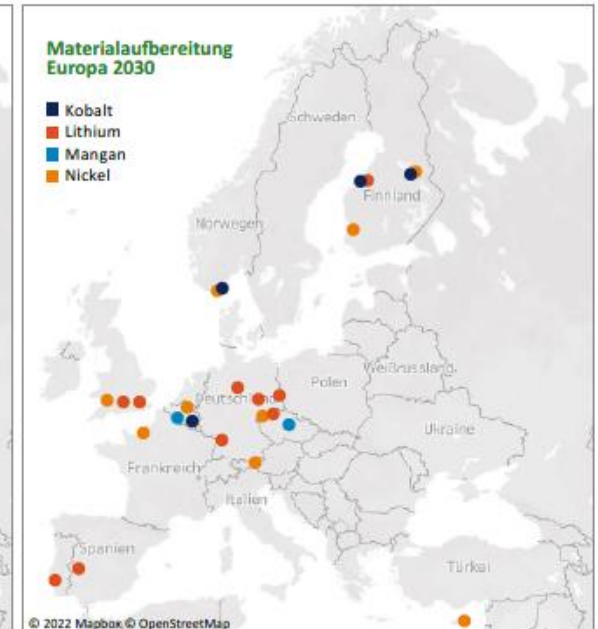 Materialaufbereitung
Europa 2030
Kobalt
Lithium
Mangan
Nickel
Schweden
Finnland
Norwegen
Weißrussland
Polen
Deutschland
Ukraine
Frankreich
Italien
Spanien
Türkei
© 2022 Mapbox © OpenStreetMap